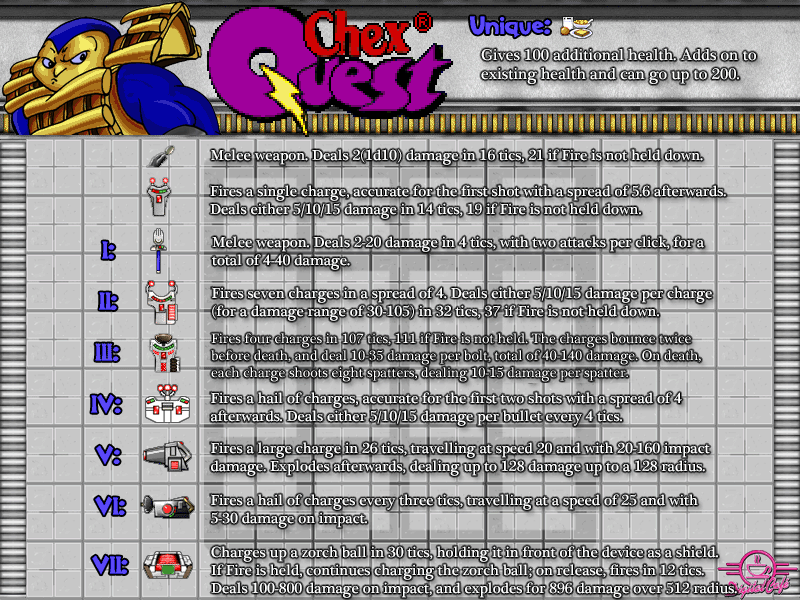 Chex®
Quest
Unique:
Gives 100 additional health. Adds on to
existing health and can go up to 200.
Melee weapon. Deals 2(1d10) damage in 16 tics, 21 if Fire is not held down.
Fires a single charge, accurate for the first shot with a spread of 5.6 afterwards.
Deals either 5/10/15 damage in 14 tics, 19 if Fire is not held down.
I:
Melee weapon. Deals 2-20 damage in 4 tics, with two attacks per click, for a
total of 4-40 damage.
II:
Fires seven charges in a spread of 4. Deals either 5/10/15 damage per charge
(for a damage range of 30-105) in 32 tics, 37 if Fire is not held down.
III:
Fires four charges in 107 tics, 111 if Fire is not held. The charges bounce twice
before death, and deal 10-35 damage per bolt, total of 40-140 damage. On death,
each charge shoots eight spatters, dealing 10-15 damage per spatter.
IV:
Fires a hail of charges, accurate for the first two shots with a spread of 4
afterwards. Deals either 5/10/15 damage per bullet every 4 tics.
V:
Fires a large charge in 26 tics, travelling at speed 20 and with 20-160 impact
damage. Explodes afterwards, dealing up to 128 damage up to a 128 radius.
VI:
Fires a hail of charges every three tics, travelling at a speed of 25 and with
5-30 damage on impact.
VII:
Charges up a zorch ball in 30 tics, holding it in front of the device as a shield.
If Fire is held, continues charging the zorch ball; on release, fires in 12 tics.
Deals 100-800 damage on impact, and explodes for 896 damage over 512 radius.